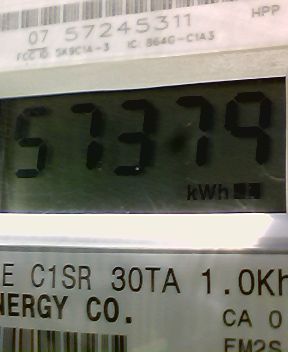 HPP
07 57245311
FCC ID SK9C1A-3 IC: 864G-C1A3
57379
kWh
E C1SR 30TA 1.0Kh
NERGY CO.
CA 0
EM2S